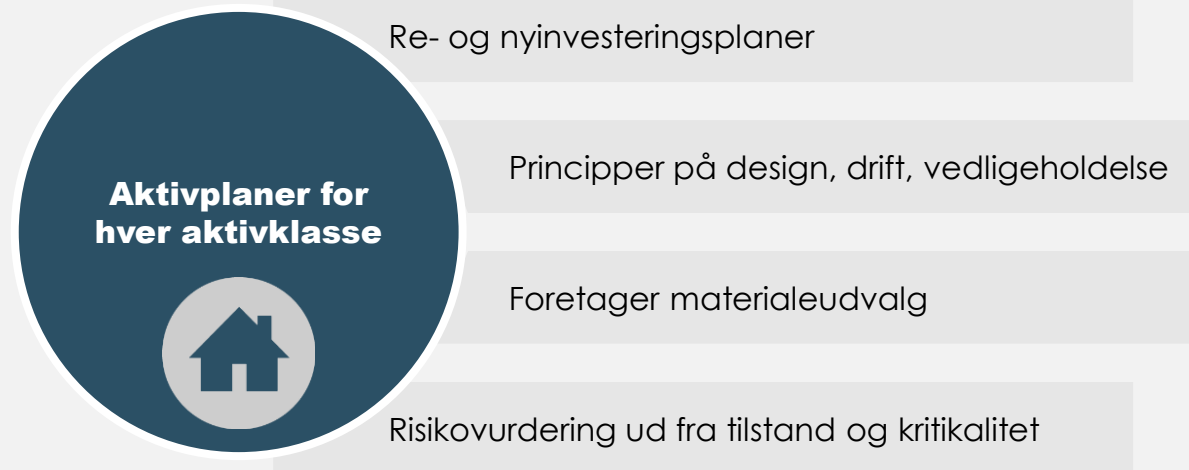 Re- og nyinvesteringsplaner
Principper på design, drift, vedligeholdelse
Aktivplaner for
hver aktivklasse
Foretager materialeudvalg
Risikovurdering ud fra tilstand og kritikalitet